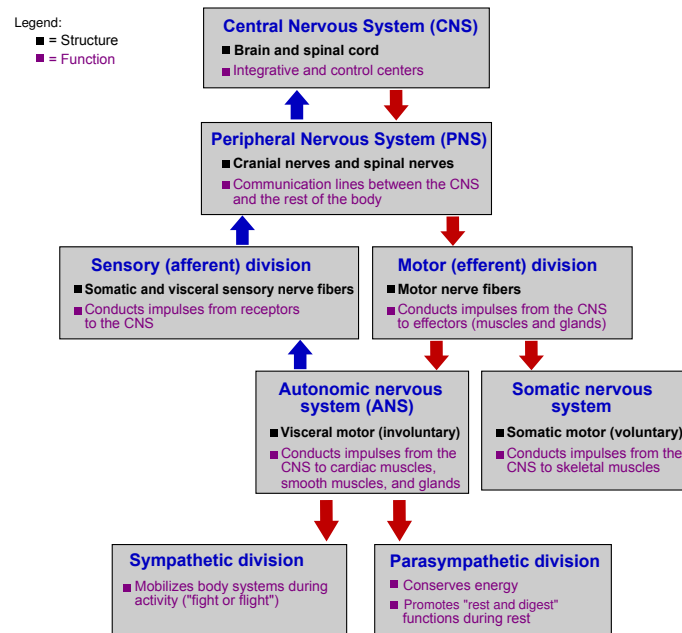 Legend:
■ = Structure
■ = Function
Central Nervous System (CNS)
■ Brain and spinal cord
■ Integrative and control centers
Peripheral Nervous System (PNS)
■ Cranial nerves and spinal nerves
■ Communication lines between the CNS
and the rest of the body
Sensory (afferent) division
■ Somatic and visceral sensory nerve fibers
■ Conducts impulses from receptors
to the CNS
Motor (efferent) division
■ Motor nerve fibers
■ Conducts impulses from the CNS
to effectors (muscles and glands)
Autonomic nervous
system (ANS)
■ Visceral motor (involuntary)
■ Conducts impulses from the
CNS to cardiac muscles,
smooth muscles, and glands
Somatic nervous
system
■ Somatic motor (voluntary)
■ Conducts impulses from the
CNS to skeletal muscles
Sympathetic division
■ Mobilizes body systems during
activity ("fight or flight")
Parasympathetic division
■ Conserves energy
■ Promotes "rest and digest"
functions during rest